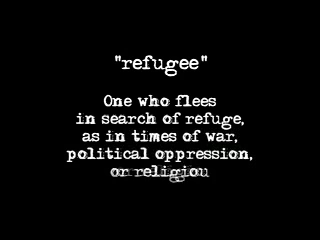 "refugee"
One who flees
in search of refuge,
as in times of war,
political oppression,
or religiou